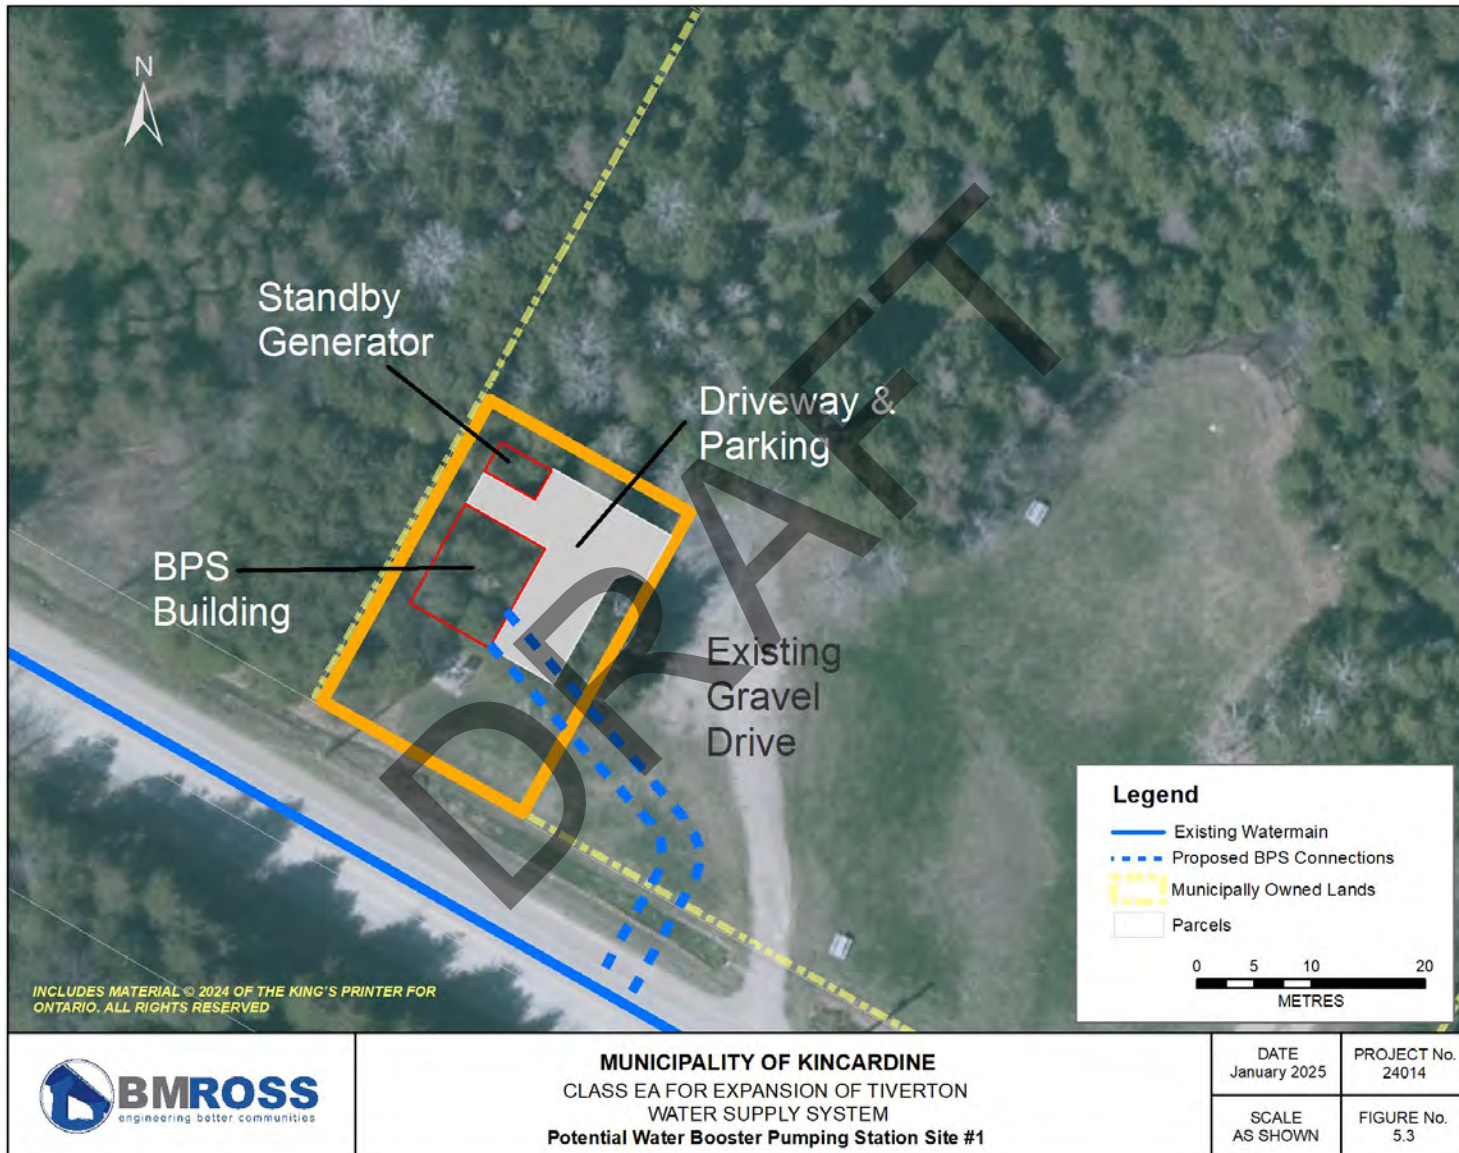 N
Standby
Generator
Driveway &
Parking
BPS
Building
Existing
Gravel
Drive
DRAFT
Legend
Existing Watermain
Proposed BPS Connections
Municipally Owned Lands
Parcels
0 5 10 20
METRES
INCLUDES MATERIAL © 2024 OF THE KING'S PRINTER FOR
ONTARIO. ALL RIGHTS RESERVED
BMROSS
engineering better communities
MUNICIPALITY OF KINCARDINE
CLASS EA FOR EXPANSION OF TIVERTON
WATER SUPPLY SYSTEM
Potential Water Booster Pumping Station Site #1
DATE
January 2025
PROJECT No.
24014
SCALE
AS SHOWN
FIGURE No.
5.3